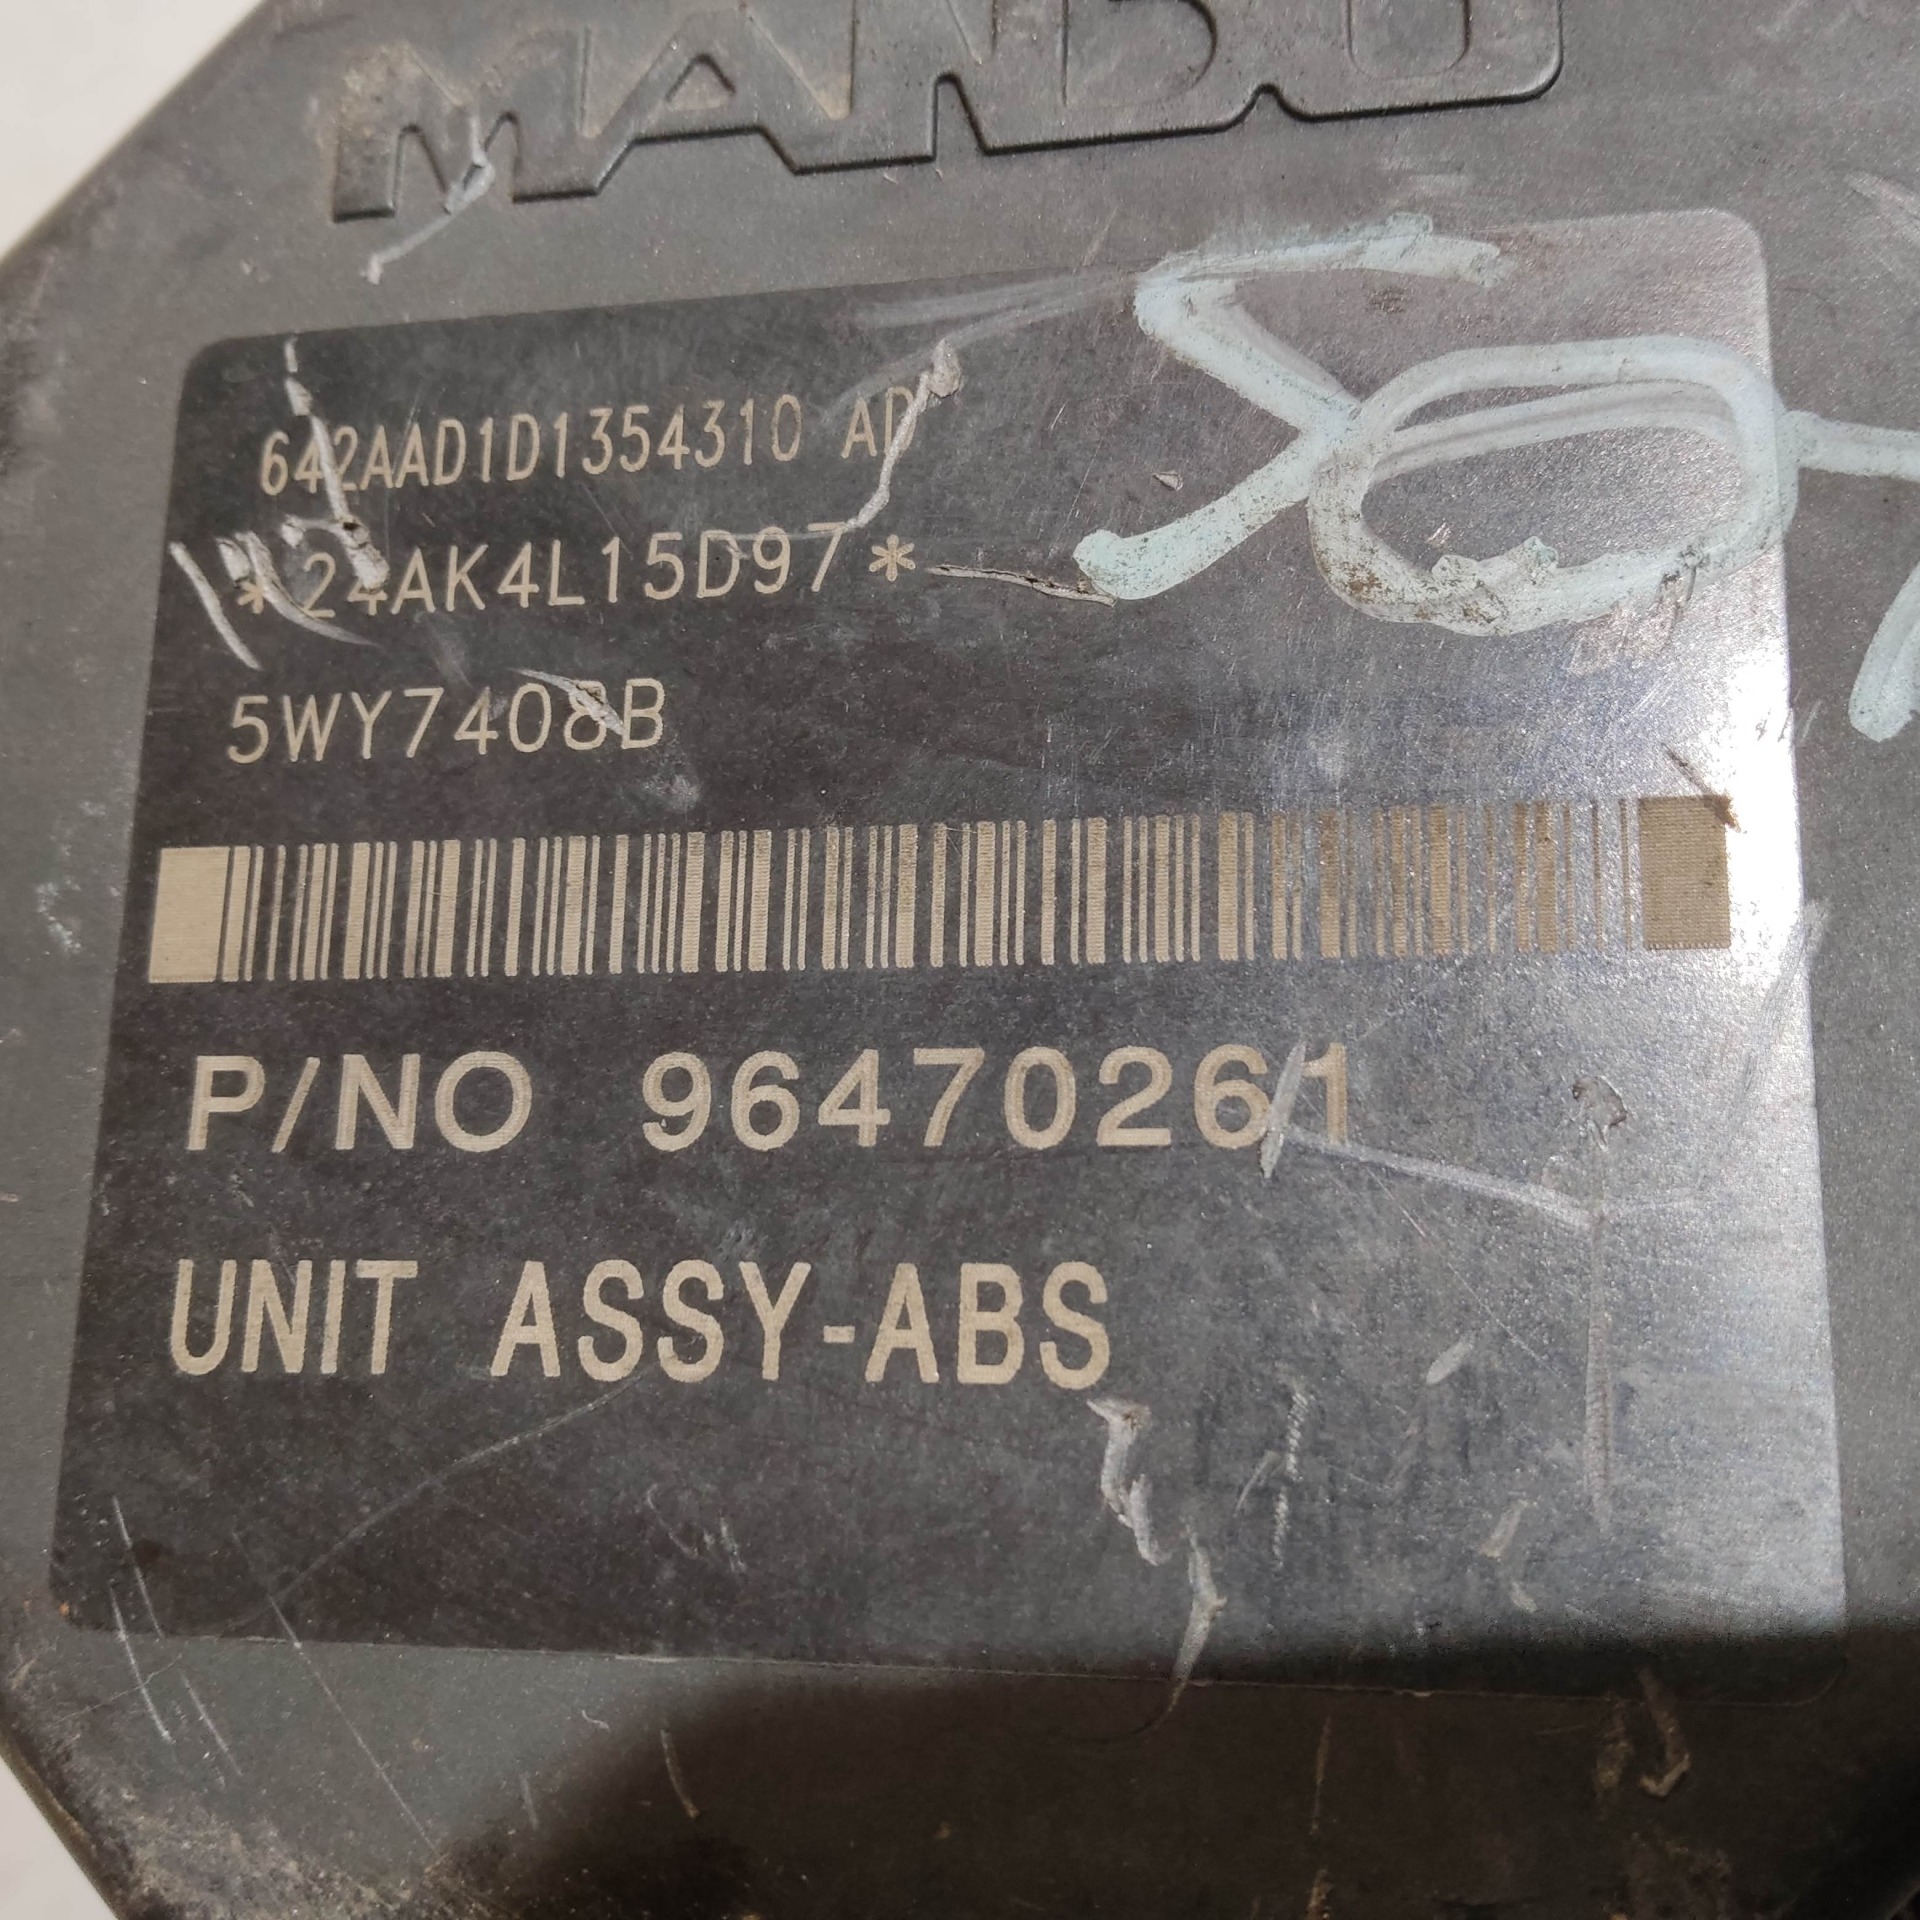 MANDO
642AAD1D1354310 AD
*24AK4L15D97*
5WY7408B
P/NO 96470261
UNIT ASSY-ABS